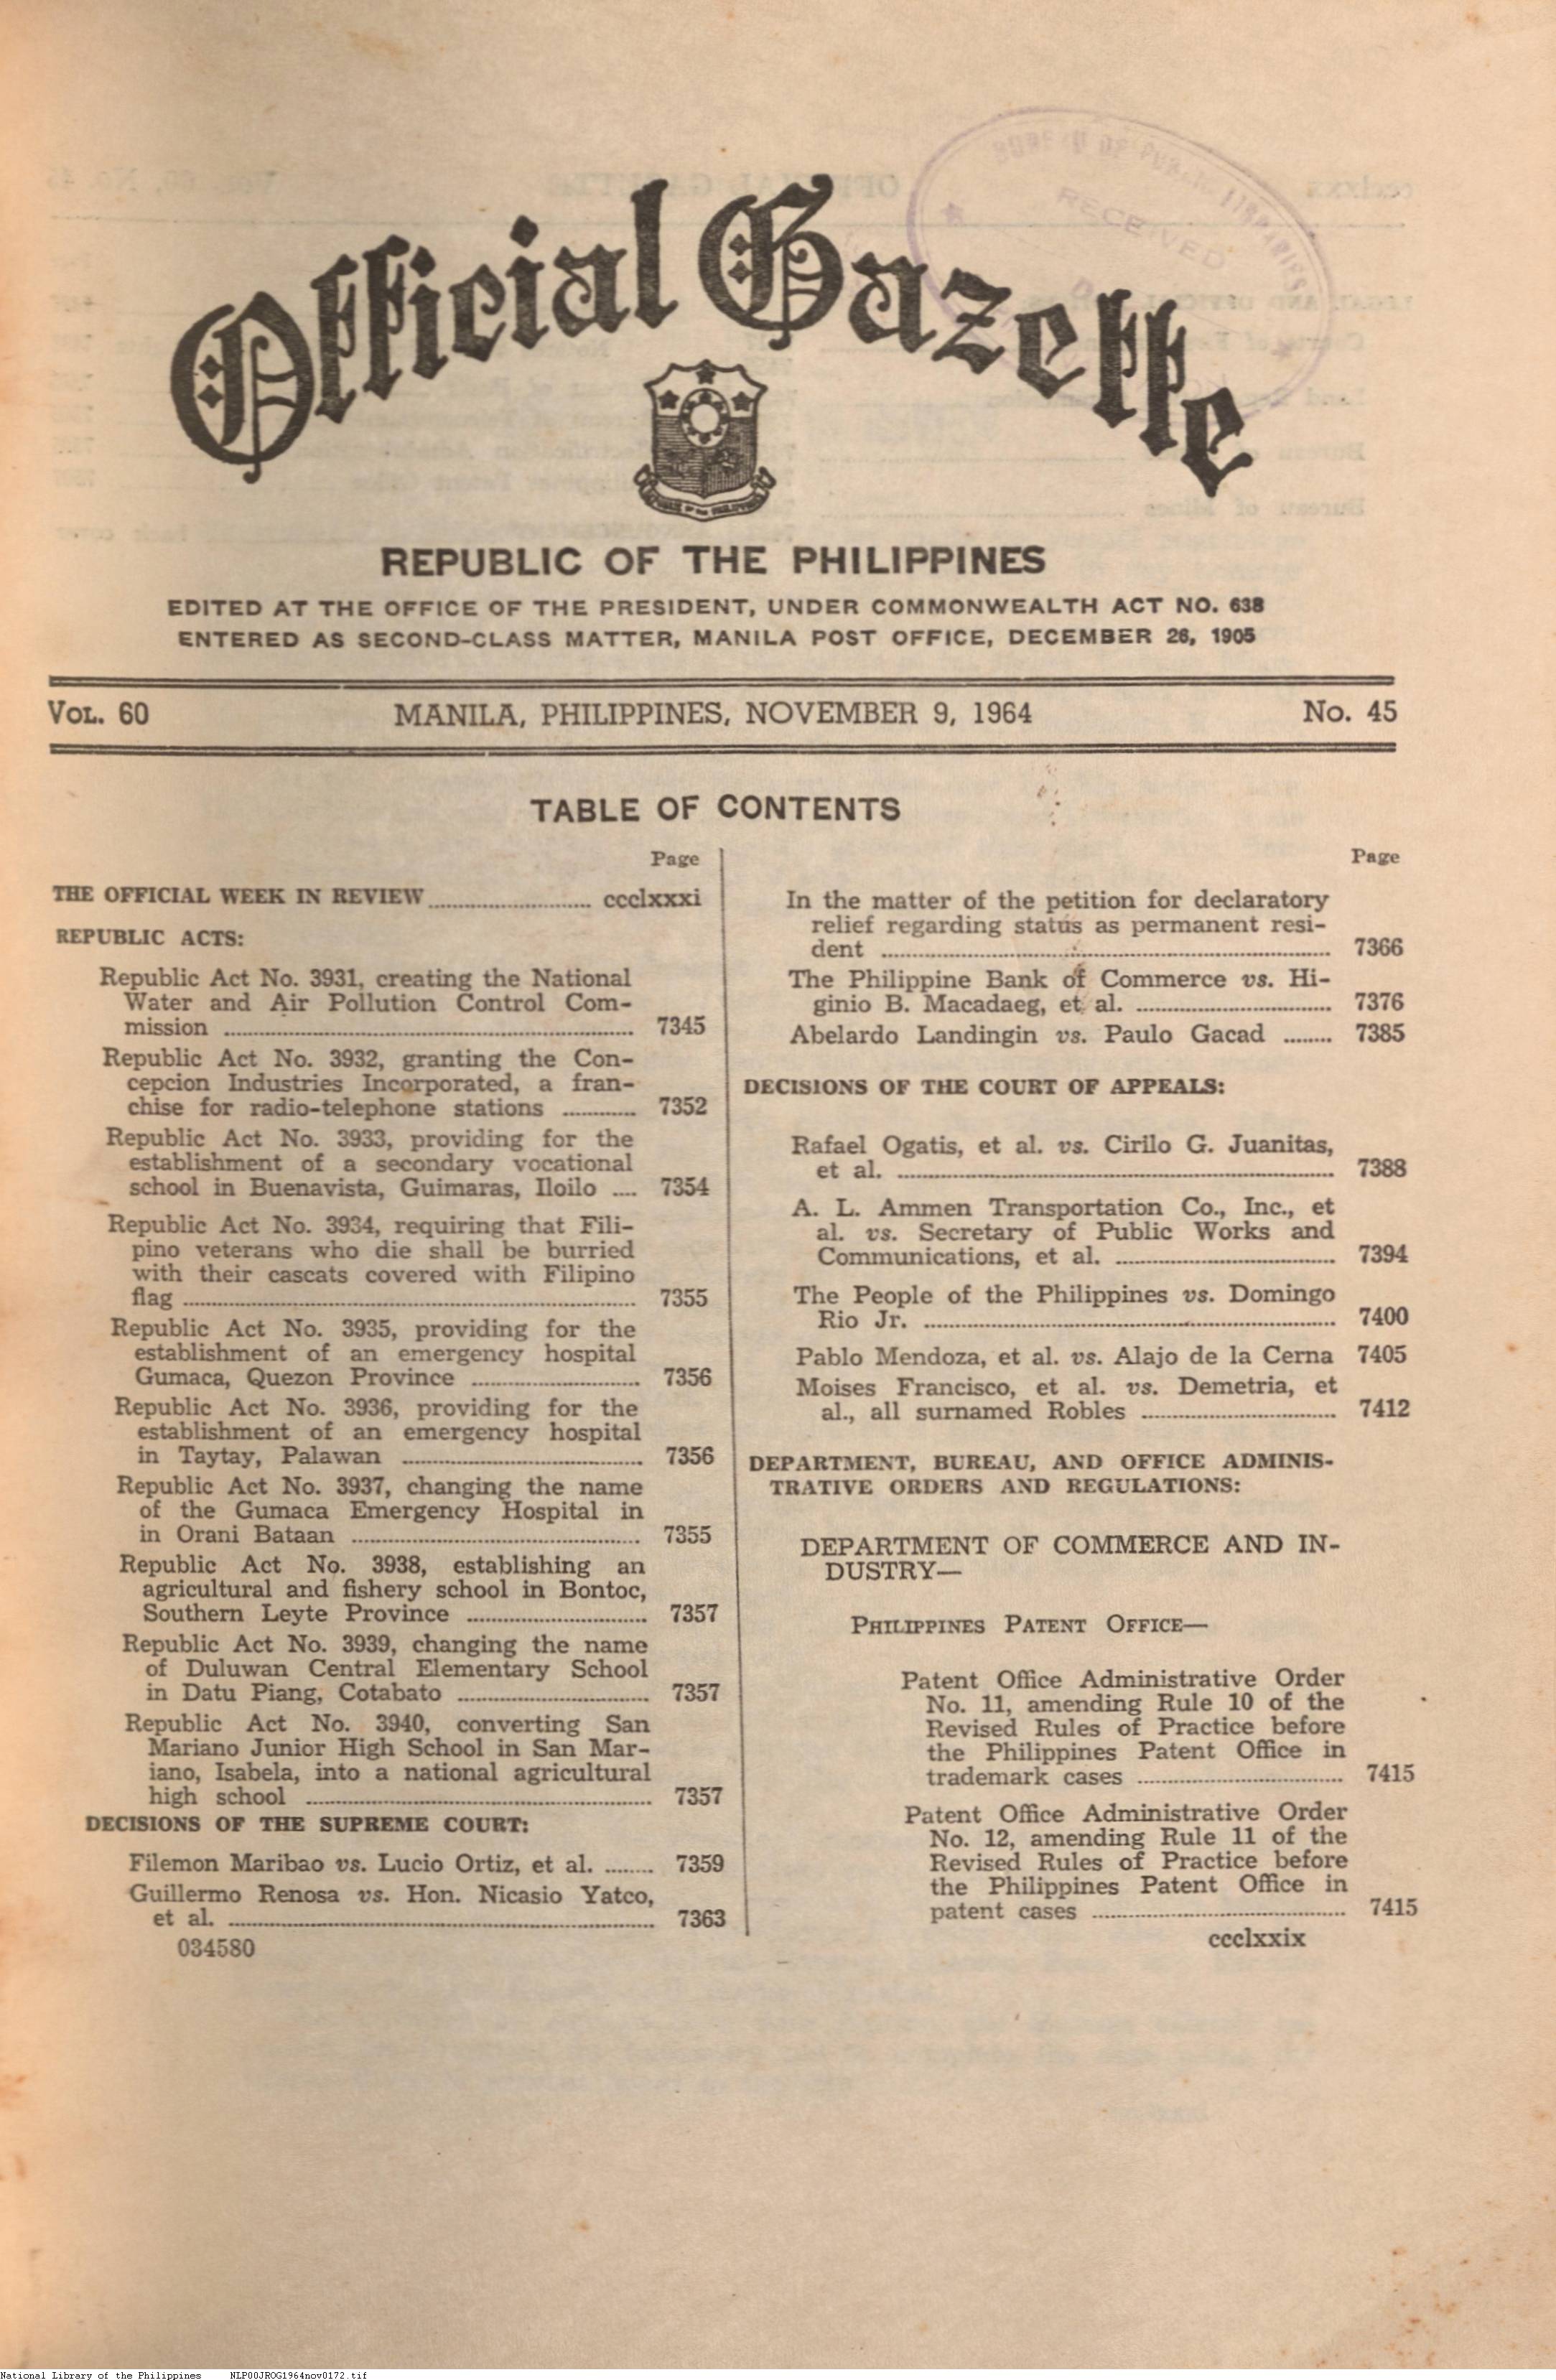 Official Gazette
REPUBLIC OF THE PHILIPPINES
EDITED AT THE OFFICE OF THE PRESIDENT, UNDER COMMONWEALTH ACT NO. 638
ENTERED AS SECOND-CLASS MATTER, MANILA POST OFFICE, DECEMBER 26, 1905
VOL. 60 MANILA, PHILIPPINES, NOVEMBER 9, 1964 No. 45
TABLE OF CONTENTS
Page
THE OFFICIAL WEEK IN REVIEW ........ ccclxxxi
REPUBLIC ACTS:
Republic Act No. 3931, creating the National
Water and Air Pollution Control Com-
mission ........ 7345
Republic Act No. 3932, granting the Con-
cepcion Industries Incorporated, a fran-
chise for radio-telephone stations ........ 7352
Republic Act No. 3933, providing for the
establishment of a secondary vocational
school in Buenavista, Guimaras, Iloilo .... 7354
Republic Act No. 3934, requiring that Fili-
pino veterans who die shall be burried
with their cascats covered with Filipino
flag ........ 7355
Republic Act No. 3935, providing for the
establishment of an emergency hospital
Gumaca, Quezon Province ........ 7356
Republic Act No. 3936, providing for the
establishment of an emergency hospital
in Taytay, Palawan ........ 7356
Republic Act No. 3937, changing the name
of the Gumaca Emergency Hospital in
in Orani Bataan ........ 7355
Republic Act No. 3938, establishing an
agricultural and fishery school in Bontoc,
Southern Leyte Province ........ 7357
Republic Act No. 3939, changing the name
of Duluwan Central Elementary School
in Datu Piang, Cotabato ........ 7357
Republic Act No. 3940, converting San
Mariano Junior High School in San Mar-
iano, Isabela, into a national agricultural
high school ........ 7357
DECISIONS OF THE SUPREME COURT:
Filemon Maribao vs. Lucio Ortiz, et al. ........ 7359
Guillermo Renosa vs. Hon. Nicasio Yatco,
et al. ........ 7363
034580
Page
In the matter of the petition for declaratory
relief regarding status as permanent resi-
dent ........ 7366
The Philippine Bank of Commerce vs. Hi-
ginio B. Macadaeg, et al. ........ 7376
Abelardo Landingin vs. Paulo Gacad ........ 7385
DECISIONS OF THE COURT OF APPEALS:
Rafael Ogatis, et al. vs. Cirilo G. Juanitas,
et al. ........ 7388
A. L. Ammen Transportation Co., Inc., et
al. vs. Secretary of Public Works and
Communications, et al. ........ 7394
The People of the Philippines vs. Domingo
Rio Jr. ........ 7400
Pablo Mendoza, et al. vs. Alajo de la Cerna 7405
Moises Francisco, et al. vs. Demetria, et
al., all surnamed Robles ........ 7412
DEPARTMENT, BUREAU, AND OFFICE ADMINIS-
TRATIVE ORDERS AND REGULATIONS:
DEPARTMENT OF COMMERCE AND IN-
DUSTRY—
PHILIPPINES PATENT OFFICE—
Patent Office Administrative Order
No. 11, amending Rule 10 of the
Revised Rules of Practice before
the Philippines Patent Office in
trademark cases ........ 7415
Patent Office Administrative Order
No. 12, amending Rule 11 of the
Revised Rules of Practice before
the Philippines Patent Office in
patent cases ........ 7415
ccclxxix
RECEIVED
National Library of the Philippines NLP00JROG1964nov0172.tif